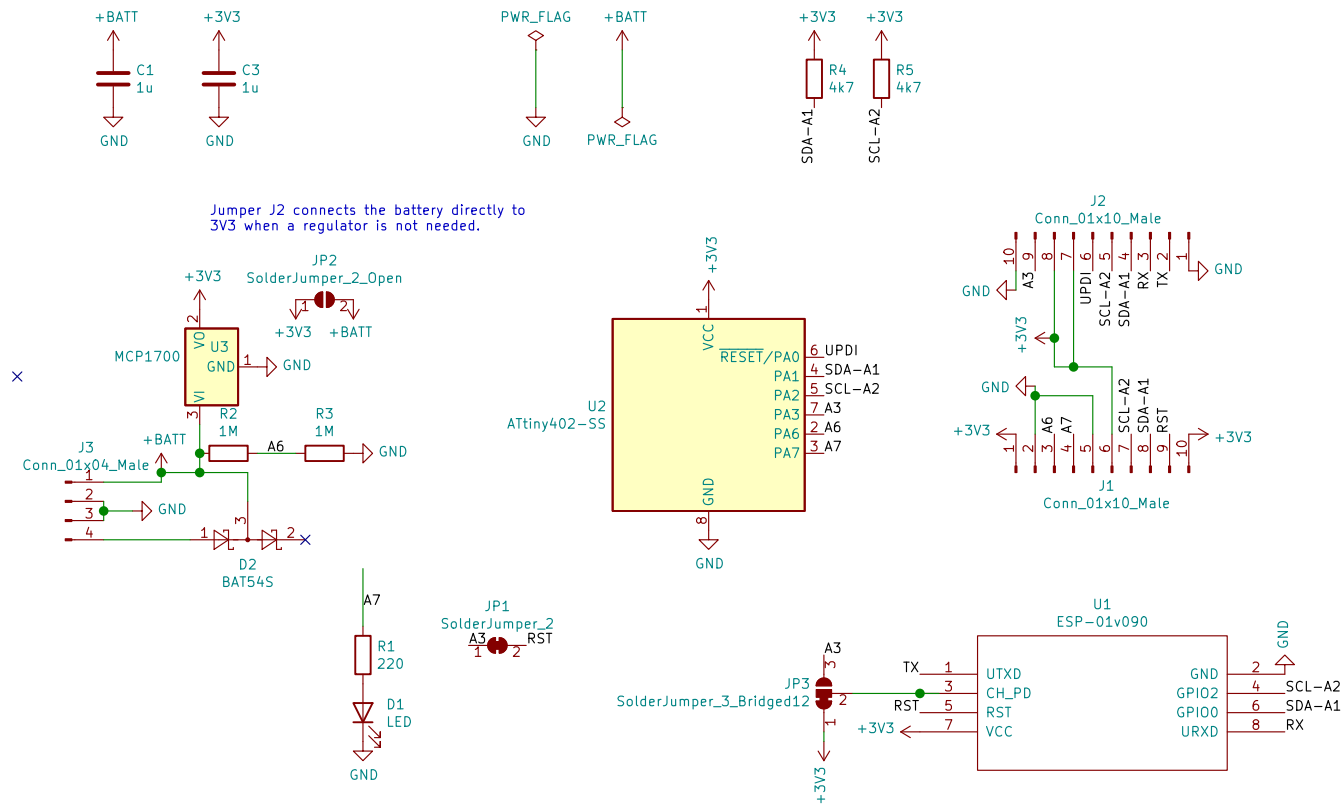 +BATT
+3V3
PWR_FLAG
+BATT
+3V3
+3V3
C1
1u
C3
1u
R4
4k7
R5
4k7
GND
GND
GND
PWR_FLAG
SDA-A1
SCL-A2
Jumper J2 connects the battery directly to
3V3 when a regulator is not needed.
JP2
SolderJumper_2_Open
1
2
+3V3
+BATT
+3V3
2
VO
U3
MCP1700
GND
1
GND
VI
3
R2
1M
A6
R3
1M
GND
J3
Conn_01x04_Male
+BATT
1
2
3
4
GND
1
3
2
D2
BAT54S
+3V3
1
VCC
U2
ATtiny402-SS
RESET/PA0
6
UPDI
PA1
4
SDA-A1
PA2
5
SCL-A2
PA3
7
A3
PA6
2
A6
PA7
3
A7
GND
8
GND
J2
Conn_01x10_Male
10
9
8
7
6
5
4
3
2
1
GND
A3
UPDI
SCL-A2
SDA-A1
RX
TX
GND
+3V3
GND
+3V3
A6
A7
SCL-A2
SDA-A1
RST
+3V3
1
2
3
4
5
6
7
8
9
10
J1
Conn_01x10_Male
A7
R1
220
D1
LED
GND
JP1
SolderJumper_2
A3
RST
1
2
A3
3
JP3
SolderJumper_3_Bridged12
2
1
+3V3
U1
ESP-01v090
TX
1
UTXD
3
CH_PD
RST
5
RST
+3V3
7
VCC
GND
GND
2
GPIO2
4
SCL-A2
GPIO0
6
SDA-A1
URXD
8
RX